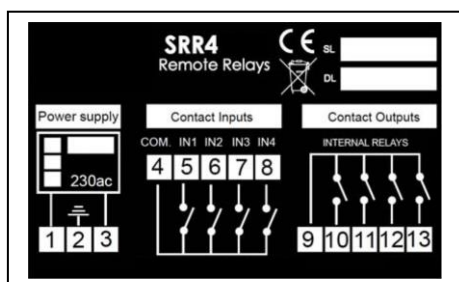 SRR4
Remote Relays
CE
SL
DL
Power supply
Contact Inputs
Contact Outputs
COM. IN1 IN2 IN3 IN4
INTERNAL RELAYS
230ac
4 5 6 7 8
1 2 3
9 10 11 12 13